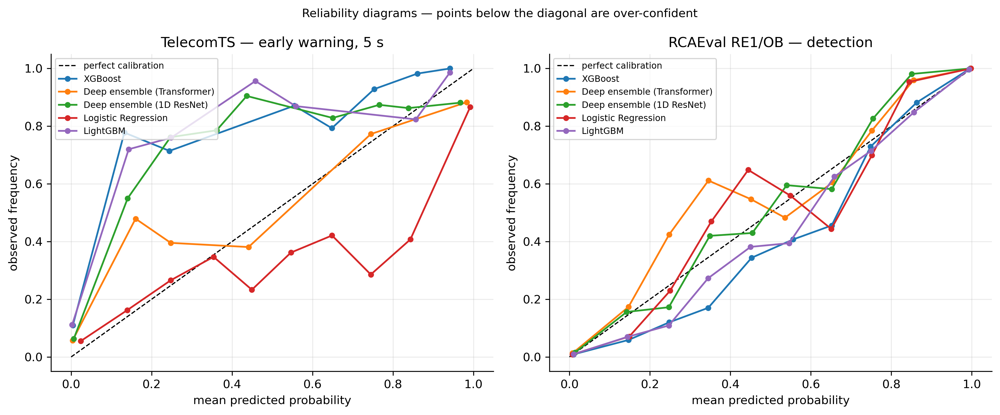 Reliability diagrams — points below the diagonal are over-confident
TelecomTS — early warning, 5 s
perfect calibration
XGBoost
Deep ensemble (Transformer)
Deep ensemble (1D ResNet)
Logistic Regression
LightGBM
observed frequency
1.0
0.8
0.6
0.4
0.2
0.0
0.0 0.2 0.4 0.6 0.8 1.0
mean predicted probability
RCAEval RE1/OB — detection
perfect calibration
XGBoost
Deep ensemble (Transformer)
Deep ensemble (1D ResNet)
Logistic Regression
LightGBM
observed frequency
1.0
0.8
0.6
0.4
0.2
0.0
0.0 0.2 0.4 0.6 0.8 1.0
mean predicted probability